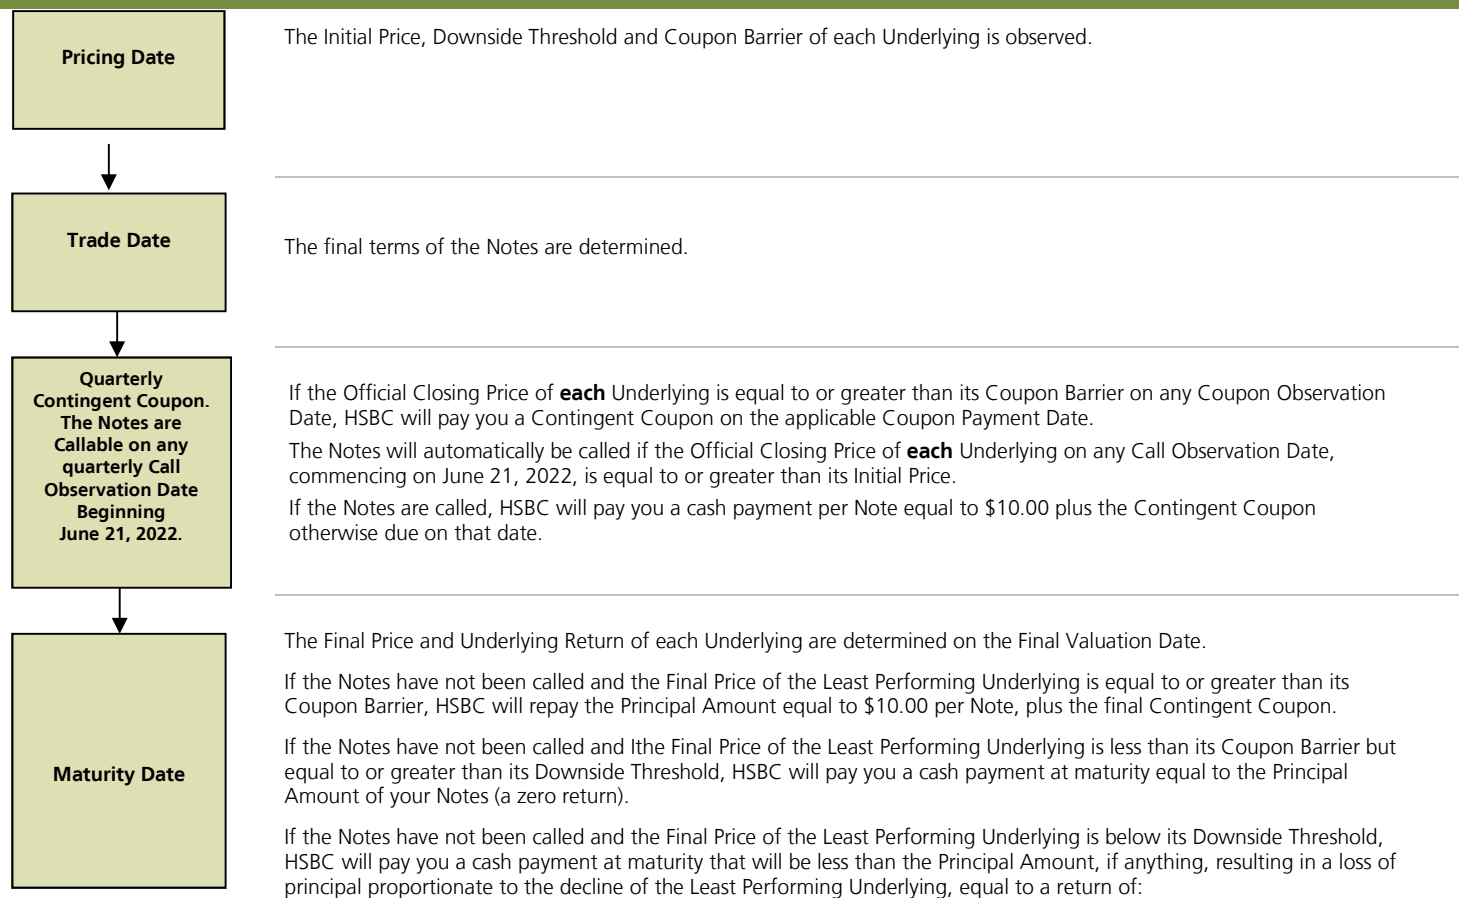 Pricing Date
The Initial Price, Downside Threshold and Coupon Barrier of each Underlying is observed.
Trade Date
The final terms of the Notes are determined.
Quarterly
Contingent Coupon.
The Notes are
Callable on any
quarterly Call
Observation Date
Beginning
June 21, 2022.
If the Official Closing Price of each Underlying is equal to or greater than its Coupon Barrier on any Coupon Observation
Date, HSBC will pay you a Contingent Coupon on the applicable Coupon Payment Date.
The Notes will automatically be called if the Official Closing Price of each Underlying on any Call Observation Date,
commencing on June 21, 2022, is equal to or greater than its Initial Price.
If the Notes are called, HSBC will pay you a cash payment per Note equal to $10.00 plus the Contingent Coupon
otherwise due on that date.
Maturity Date
The Final Price and Underlying Return of each Underlying are determined on the Final Valuation Date.
If the Notes have not been called and the Final Price of the Least Performing Underlying is equal to or greater than its
Coupon Barrier, HSBC will repay the Principal Amount equal to $10.00 per Note, plus the final Contingent Coupon.
If the Notes have not been called and Ithe Final Price of the Least Performing Underlying is less than its Coupon Barrier but
equal to or greater than its Downside Threshold, HSBC will pay you a cash payment at maturity equal to the Principal
Amount of your Notes (a zero return).
If the Notes have not been called and the Final Price of the Least Performing Underlying is below its Downside Threshold,
HSBC will pay you a cash payment at maturity that will be less than the Principal Amount, if anything, resulting in a loss of
principal proportionate to the decline of the Least Performing Underlying, equal to a return of: